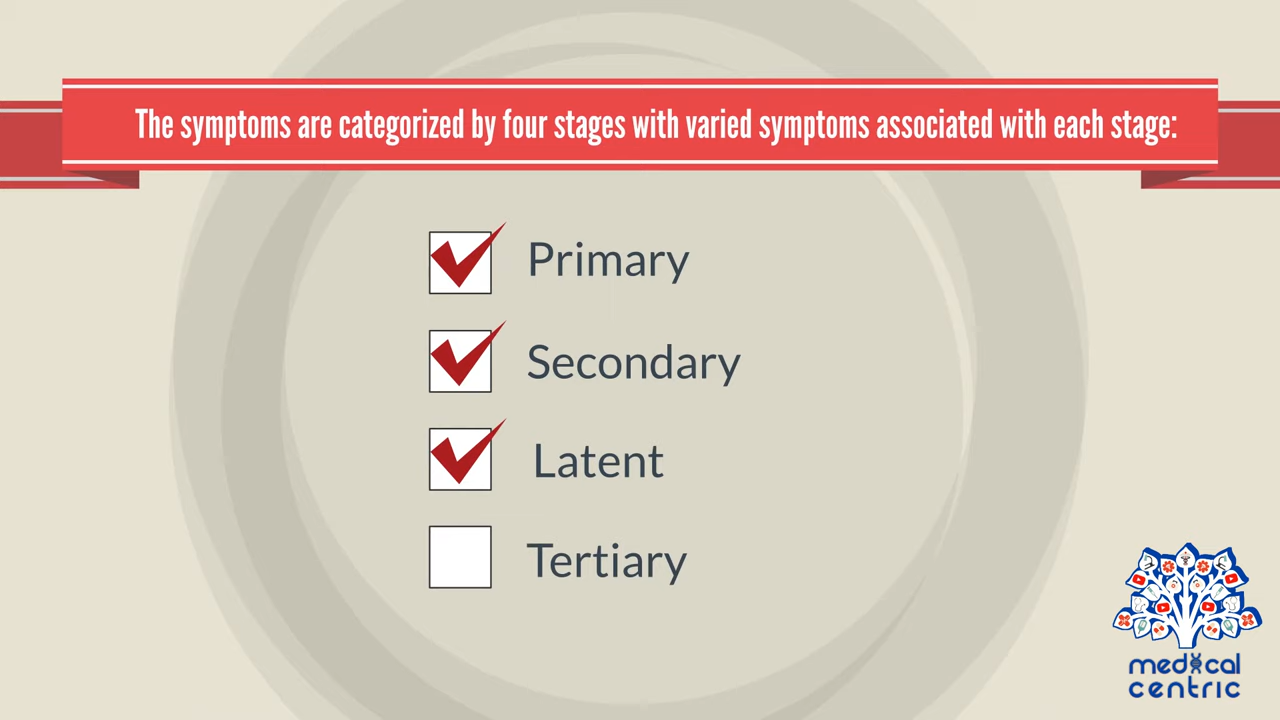 The symptoms are categorized by four stages with varied symptoms associated with each stage:
Primary
Secondary
Latent
Tertiary
medical
centric